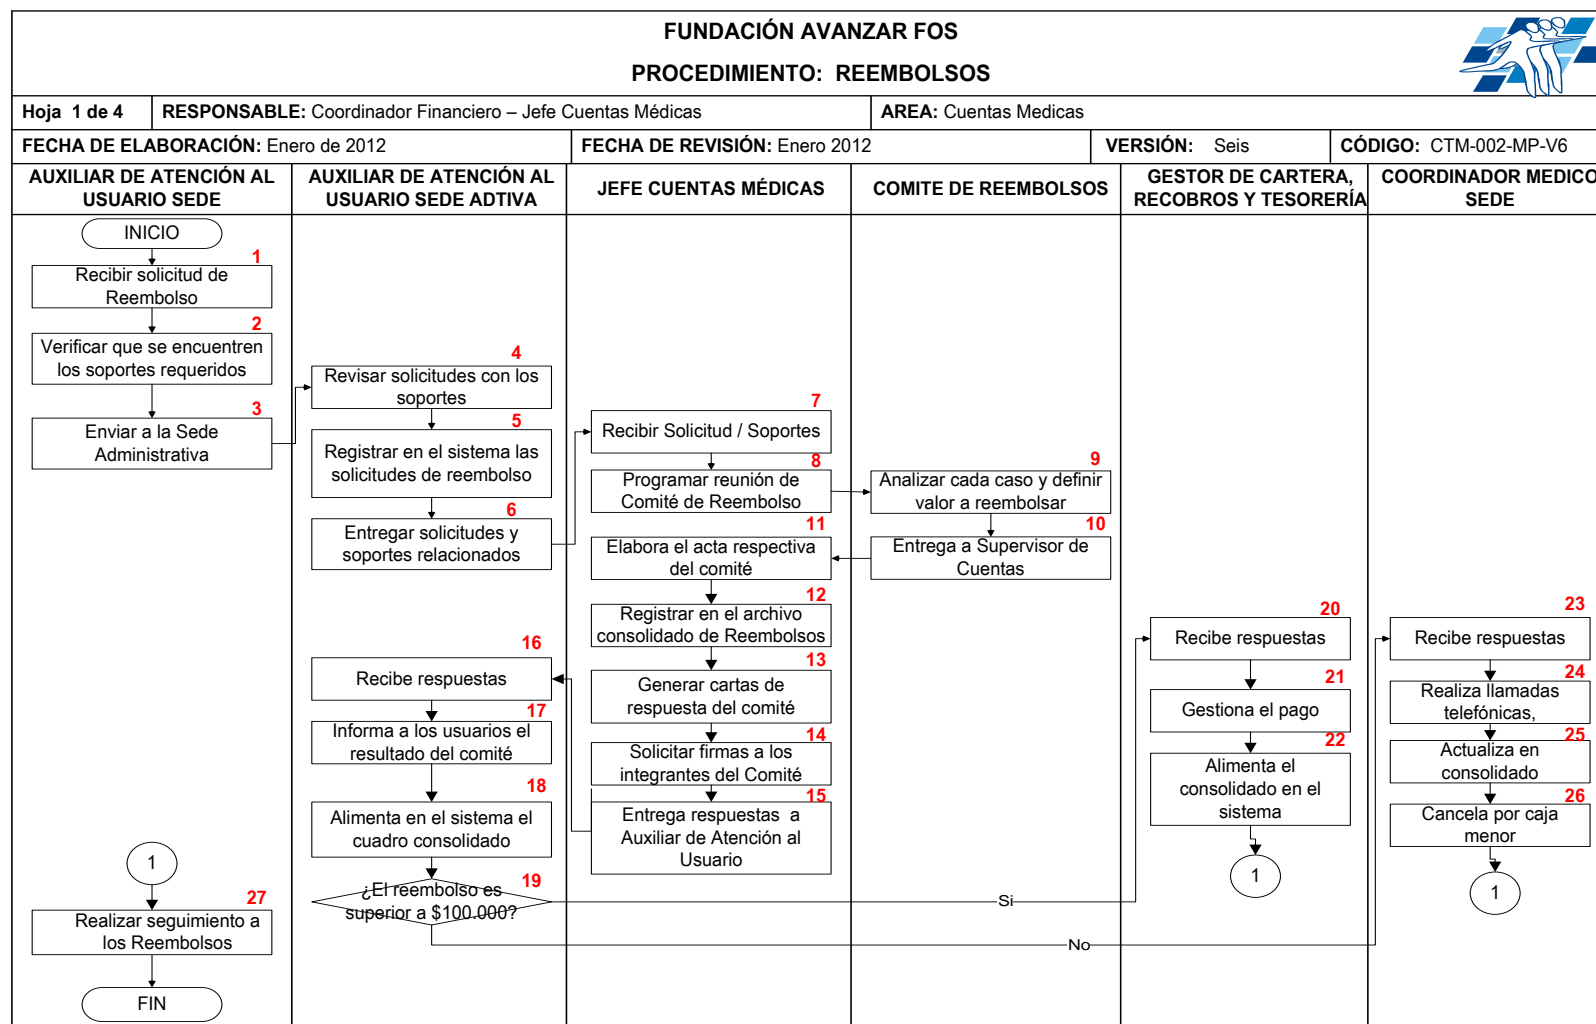 FUNDACIÓN AVANZAR FOS
PROCEDIMIENTO: REEMBOLSOS
Hoja 1 de 4
RESPONSABLE: Coordinador Financiero – Jefe Cuentas Médicas
AREA: Cuentas Medicas
FECHA DE ELABORACIÓN: Enero de 2012
FECHA DE REVISIÓN: Enero 2012
VERSIÓN: Seis
CÓDIGO: CTM-002-MP-V6
AUXILIAR DE ATENCIÓN AL
USUARIO SEDE
AUXILIAR DE ATENCIÓN AL
USUARIO SEDE ADTIVA
JEFE CUENTAS MÉDICAS
COMITE DE REEMBOLSOS
GESTOR DE CARTERA,
RECOBROS Y TESORERÍA
COORDINADOR MEDICO
SEDE
INICIO
1
Recibir solicitud de
Reembolso
2
Verificar que se encuentren
los soportes requeridos
3
Enviar a la Sede
Administrativa
4
Revisar solicitudes con los
soportes
5
Registrar en el sistema las
solicitudes de reembolso
6
Entregar solicitudes y
soportes relacionados
7
Recibir Solicitud / Soportes
8
Programar reunión de
Comité de Reembolso
9
Analizar cada caso y definir
valor a reembolsar
10
Entrega a Supervisor de
Cuentas
11
Elabora el acta respectiva
del comité
12
Registrar en el archivo
consolidado de Reembolsos
13
Generar cartas de
respuesta del comité
14
Solicitar firmas a los
integrantes del Comité
15
Entrega respuestas a
Auxiliar de Atención al
Usuario
16
Recibe respuestas
17
Informa a los usuarios el
resultado del comité
18
Alimenta en el sistema el
cuadro consolidado
19
¿El reembolso es
superior a $100.000?
Si
No
20
Recibe respuestas
21
Gestiona el pago
22
Alimenta el
consolidado en el
sistema
1
23
Recibe respuestas
24
Realiza llamadas
telefónicas,
25
Actualiza en
consolidado
26
Cancela por caja
menor
1
1
27
Realizar seguimiento a
los Reembolsos
FIN